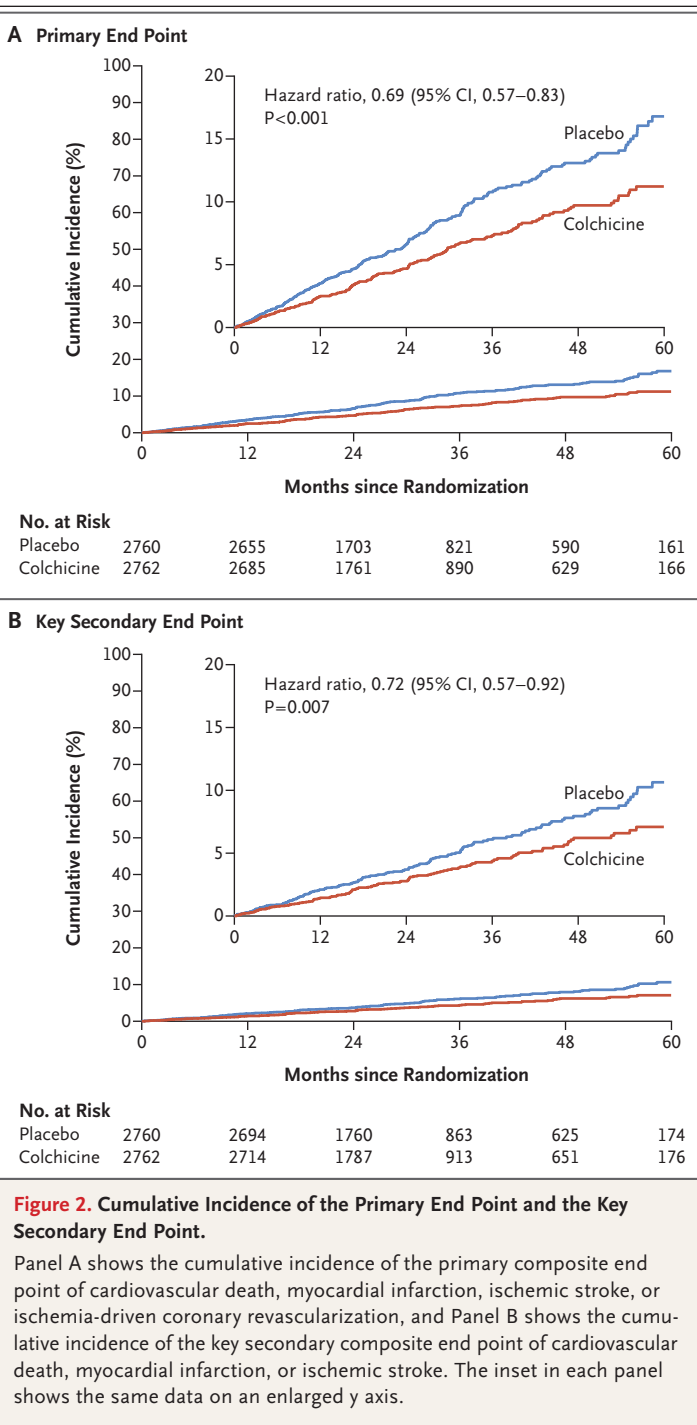 A Primary End Point
Cumulative Incidence (%)
100
90
80
70
60
50
40
30
20
10
0
20
15
10
5
0
Hazard ratio, 0.69 (95% CI, 0.57–0.83)
P<0.001
Placebo
Colchicine
0 12 24 36 48 60
0 12 24 36 48 60
Months since Randomization
No. at Risk
Placebo 2760 2655 1703 821 590 161
Colchicine 2762 2685 1761 890 629 166
B Key Secondary End Point
Cumulative Incidence (%)
100
90
80
70
60
50
40
30
20
10
0
20
15
10
5
0
Hazard ratio, 0.72 (95% CI, 0.57–0.92)
P=0.007
Placebo
Colchicine
0 12 24 36 48 60
0 12 24 36 48 60
Months since Randomization
No. at Risk
Placebo 2760 2694 1760 863 625 174
Colchicine 2762 2714 1787 913 651 176
Figure 2. Cumulative Incidence of the Primary End Point and the Key
Secondary End Point.
Panel A shows the cumulative incidence of the primary composite end
point of cardiovascular death, myocardial infarction, ischemic stroke, or
ischemia-driven coronary revascularization, and Panel B shows the cumu-
lative incidence of the key secondary composite end point of cardiovascular
death, myocardial infarction, or ischemic stroke. The inset in each panel
shows the same data on an enlarged y axis.